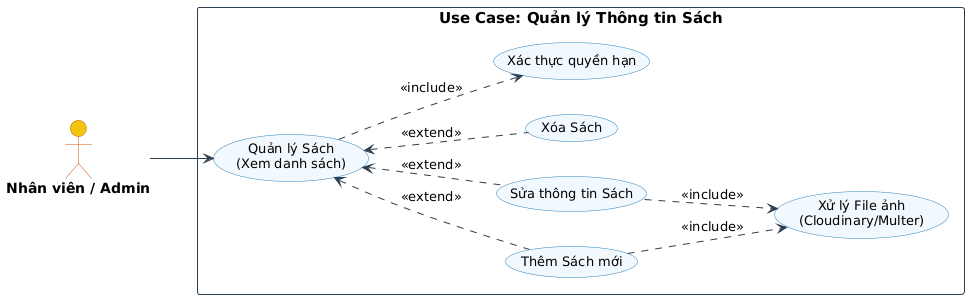 Use Case: Quản lý Thông tin Sách
Xác thực quyền hạn
«include»
Xóa Sách
«extend»
Quản lý Sách
(Xem danh sách)
«extend»
Sửa thông tin Sách
«include»
Nhân viên / Admin
«extend»
Xử lý File ảnh
(Cloudinary/Multer)
«include»
Thêm Sách mới